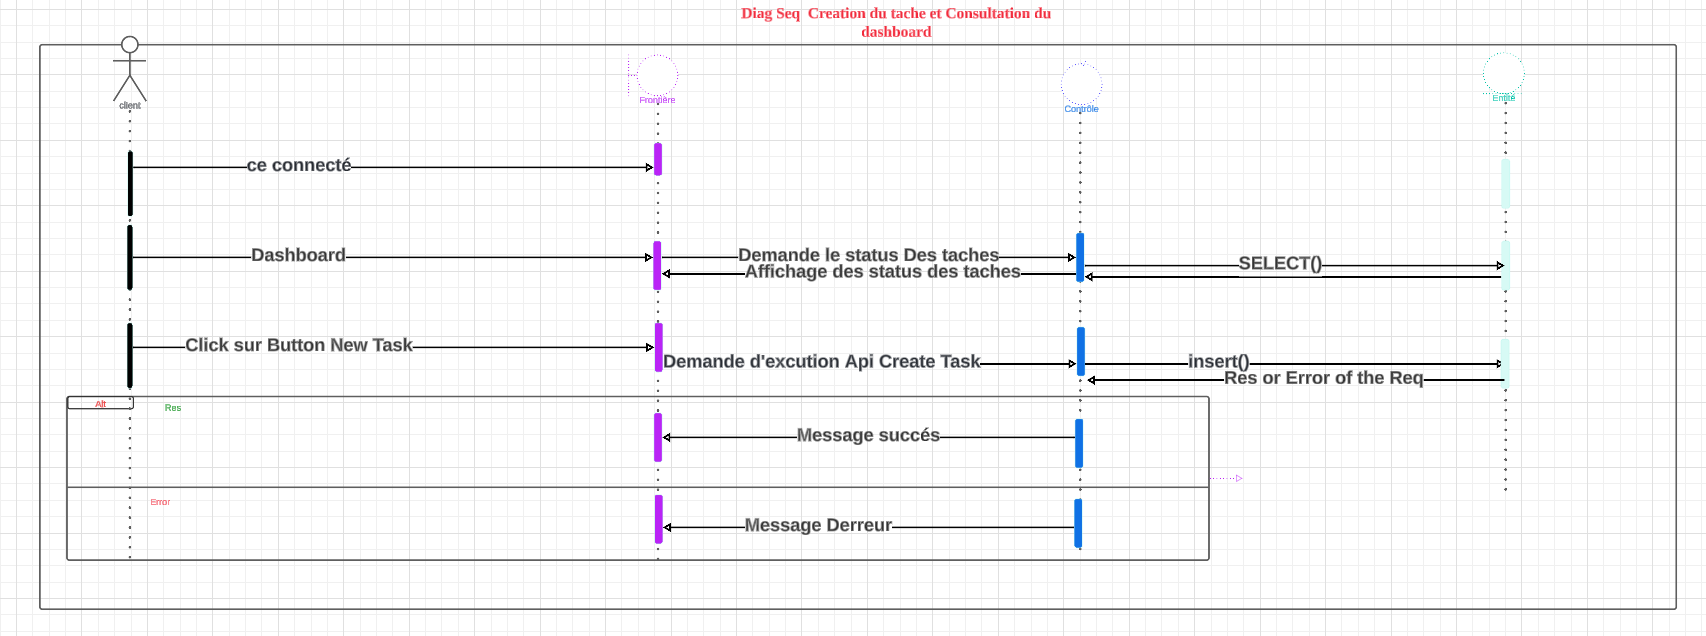 Diag Seq Creation du tache et Consultation du
dashboard
client
Frontière
Contrôle
Entité
ce connecté
Dashboard
Demande le status Des taches
Affichage des status des taches
SELECT()
Click sur Button New Task
Demande d'excution Api Create Task
insert()
Res or Error of the Req
Alt
Res
Message succés
Error
Message Derreur